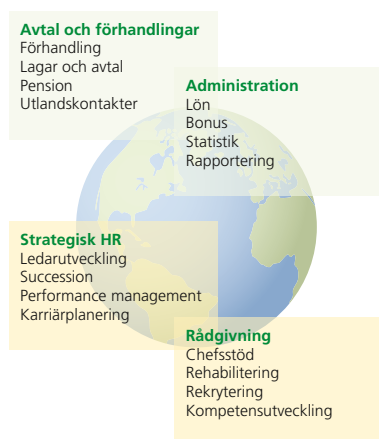 Avtal och förhandlingar
Förhandling
Lagar och avtal
Pension
Utlandskontakter
Administration
Lön
Bonus
Statistik
Rapportering
Strategisk HR
Ledarutveckling
Succession
Performance management
Karriärplanering
Rådgivning
Chefsstöd
Rehabilitering
Rekrytering
Kompetensutveckling